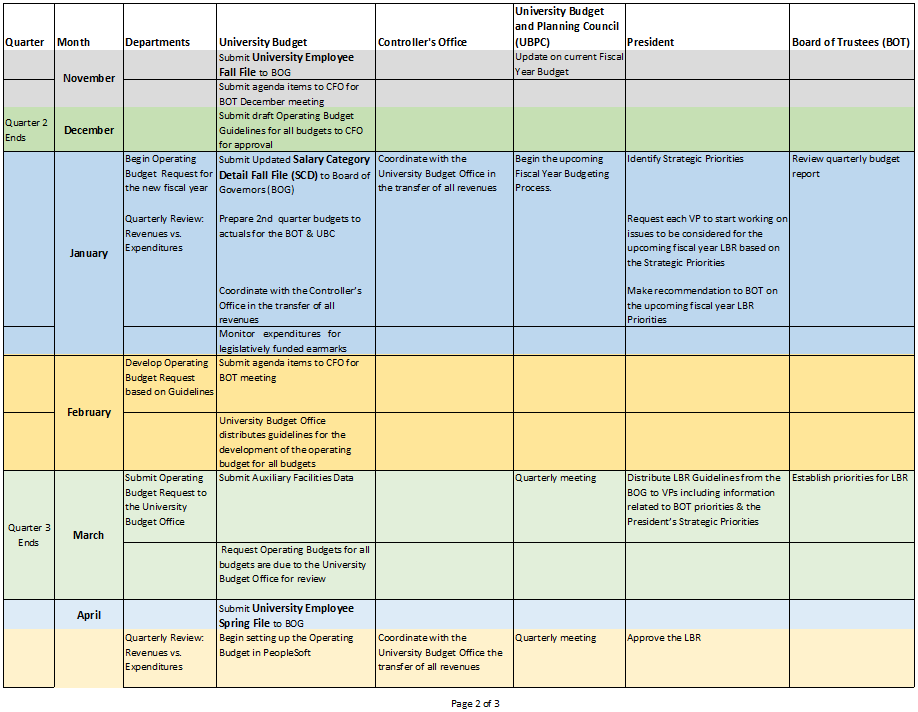 Quarter
Month
Departments
University Budget
Controller's Office
University Budget
and Planning Council
(UBPC)
President
Board of Trustees (BOT)
November
Submit University Employee
Fall File to BOG
Update on current Fiscal
Year Budget
Submit agenda items to CFO for
BOT December meeting
Quarter 2
Ends
December
Submit draft Operating Budget
Guidelines for all budgets to CFO
for approval
January
Begin Operating
Budget Request for
the new fiscal year
Quarterly Review:
Revenues vs.
Expenditures
Submit Updated Salary Category
Detail Fall File (SCD) to Board of
Governors (BOG)
Prepare 2nd quarter budgets to
actuals for the BOT & UBC
Coordinate with the Controller's
Office in the transfer of all
revenues
Coordinate with the
University Budget Office in
the transfer of all revenues
Begin the upcoming
Fiscal Year Budgeting
Process.
Identify Strategic Priorities
Request each VP to start working on
issues to be considered for the
upcoming fiscal year LBR based on
the Strategic Priorities
Make recommendation to BOT on
the upcoming fiscal year LBR
Priorities
Review quarterly budget
report
Monitor expenditures for
legislatively funded earmarks
February
Develop Operating
Budget Request
based on Guidelines
Submit agenda items to CFO for
BOT meeting
University Budget Office
distributes guidelines for the
development of the operating
budget for all budgets
Quarter 3
Ends
March
Submit Operating
Budget Request to
the University
Budget Office
Submit Auxiliary Facilities Data
Quarterly meeting
Distribute LBR Guidelines from the
BOG to VPs including information
related to BOT priorities & the
President's Strategic Priorities
Establish priorities for LBR
Request Operating Budgets for all
budgets are due to the University
Budget Office for review
April
Submit University Employee
Spring File to BOG
Quarterly Review:
Revenues vs.
Expenditures
Begin setting up the Operating
Budget in PeopleSoft
Coordinate with the
University Budget Office the
transfer of all revenues
Quarterly meeting
Approve the LBR
Page 2 of 3